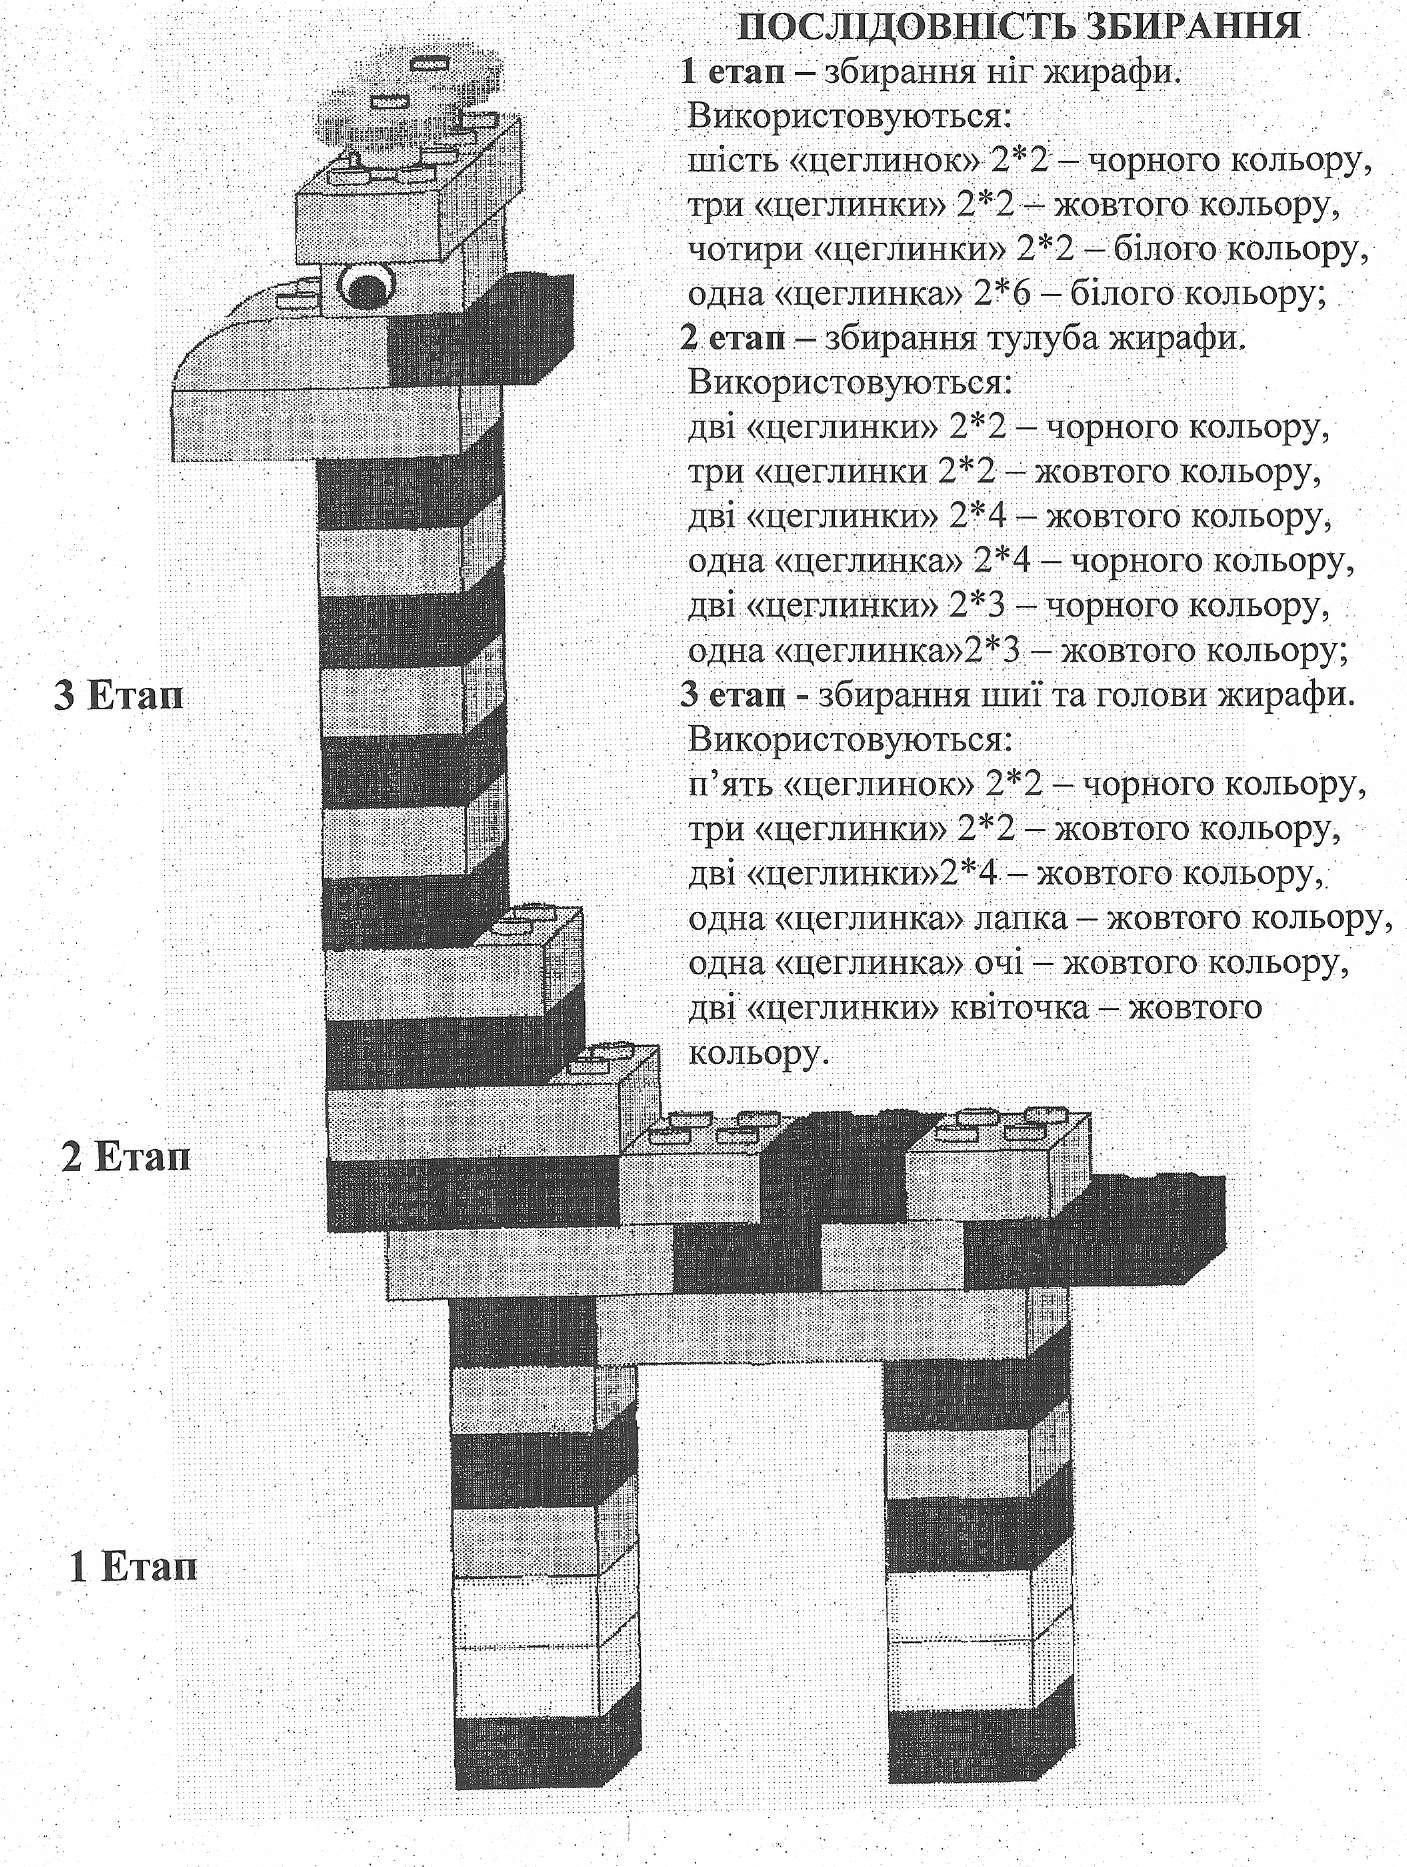 ПОСЛІДОВНІСТЬ ЗБИРАННЯ
1 етап – збирання ніг жирафи.
Використовуються:
шість «цеглинок» 2*2 – чорного кольору,
три «цеглинки» 2*2 – жовтого кольору,
чотири «цеглинки» 2*2 – білого кольору,
одна «цеглинка» 2*6 – білого кольору;
2 етап – збирання тулуба жирафи.
Використовуються:
дві «цеглинки» 2*2 – чорного кольору,
три «цеглинки 2*2 – жовтого кольору,
дві «цеглинки» 2*4 – жовтого кольору,
одна «цеглинка» 2*4 – чорного кольору,
дві «цеглинки» 2*3 – чорного кольору,
одна «цеглинка»2*3 – жовтого кольору;
3 етап - збирання шиї та голови жирафи.
Використовуються:
п’ять «цеглинок» 2*2 – чорного кольору,
три «цеглинки» 2*2 – жовтого кольору,
дві «цеглинки»2*4 – жовтого кольору,
одна «цеглинка» лапка – жовтого кольору,
одна «цеглинка» очі – жовтого кольору,
дві «цеглинки» квіточка – жовтого
кольору.
3 Етап
2 Етап
1 Етап